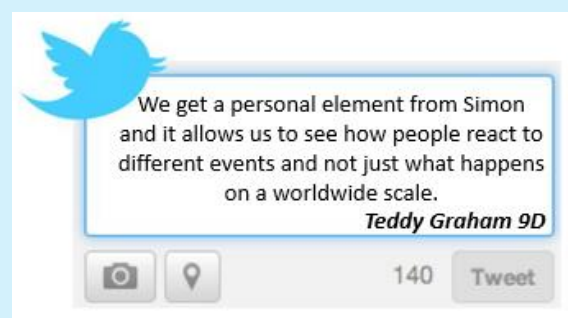 We get a personal element from Simon
and it allows us to see how people react to
different events and not just what happens
on a worldwide scale.
Teddy Graham 9D
140 Tweet